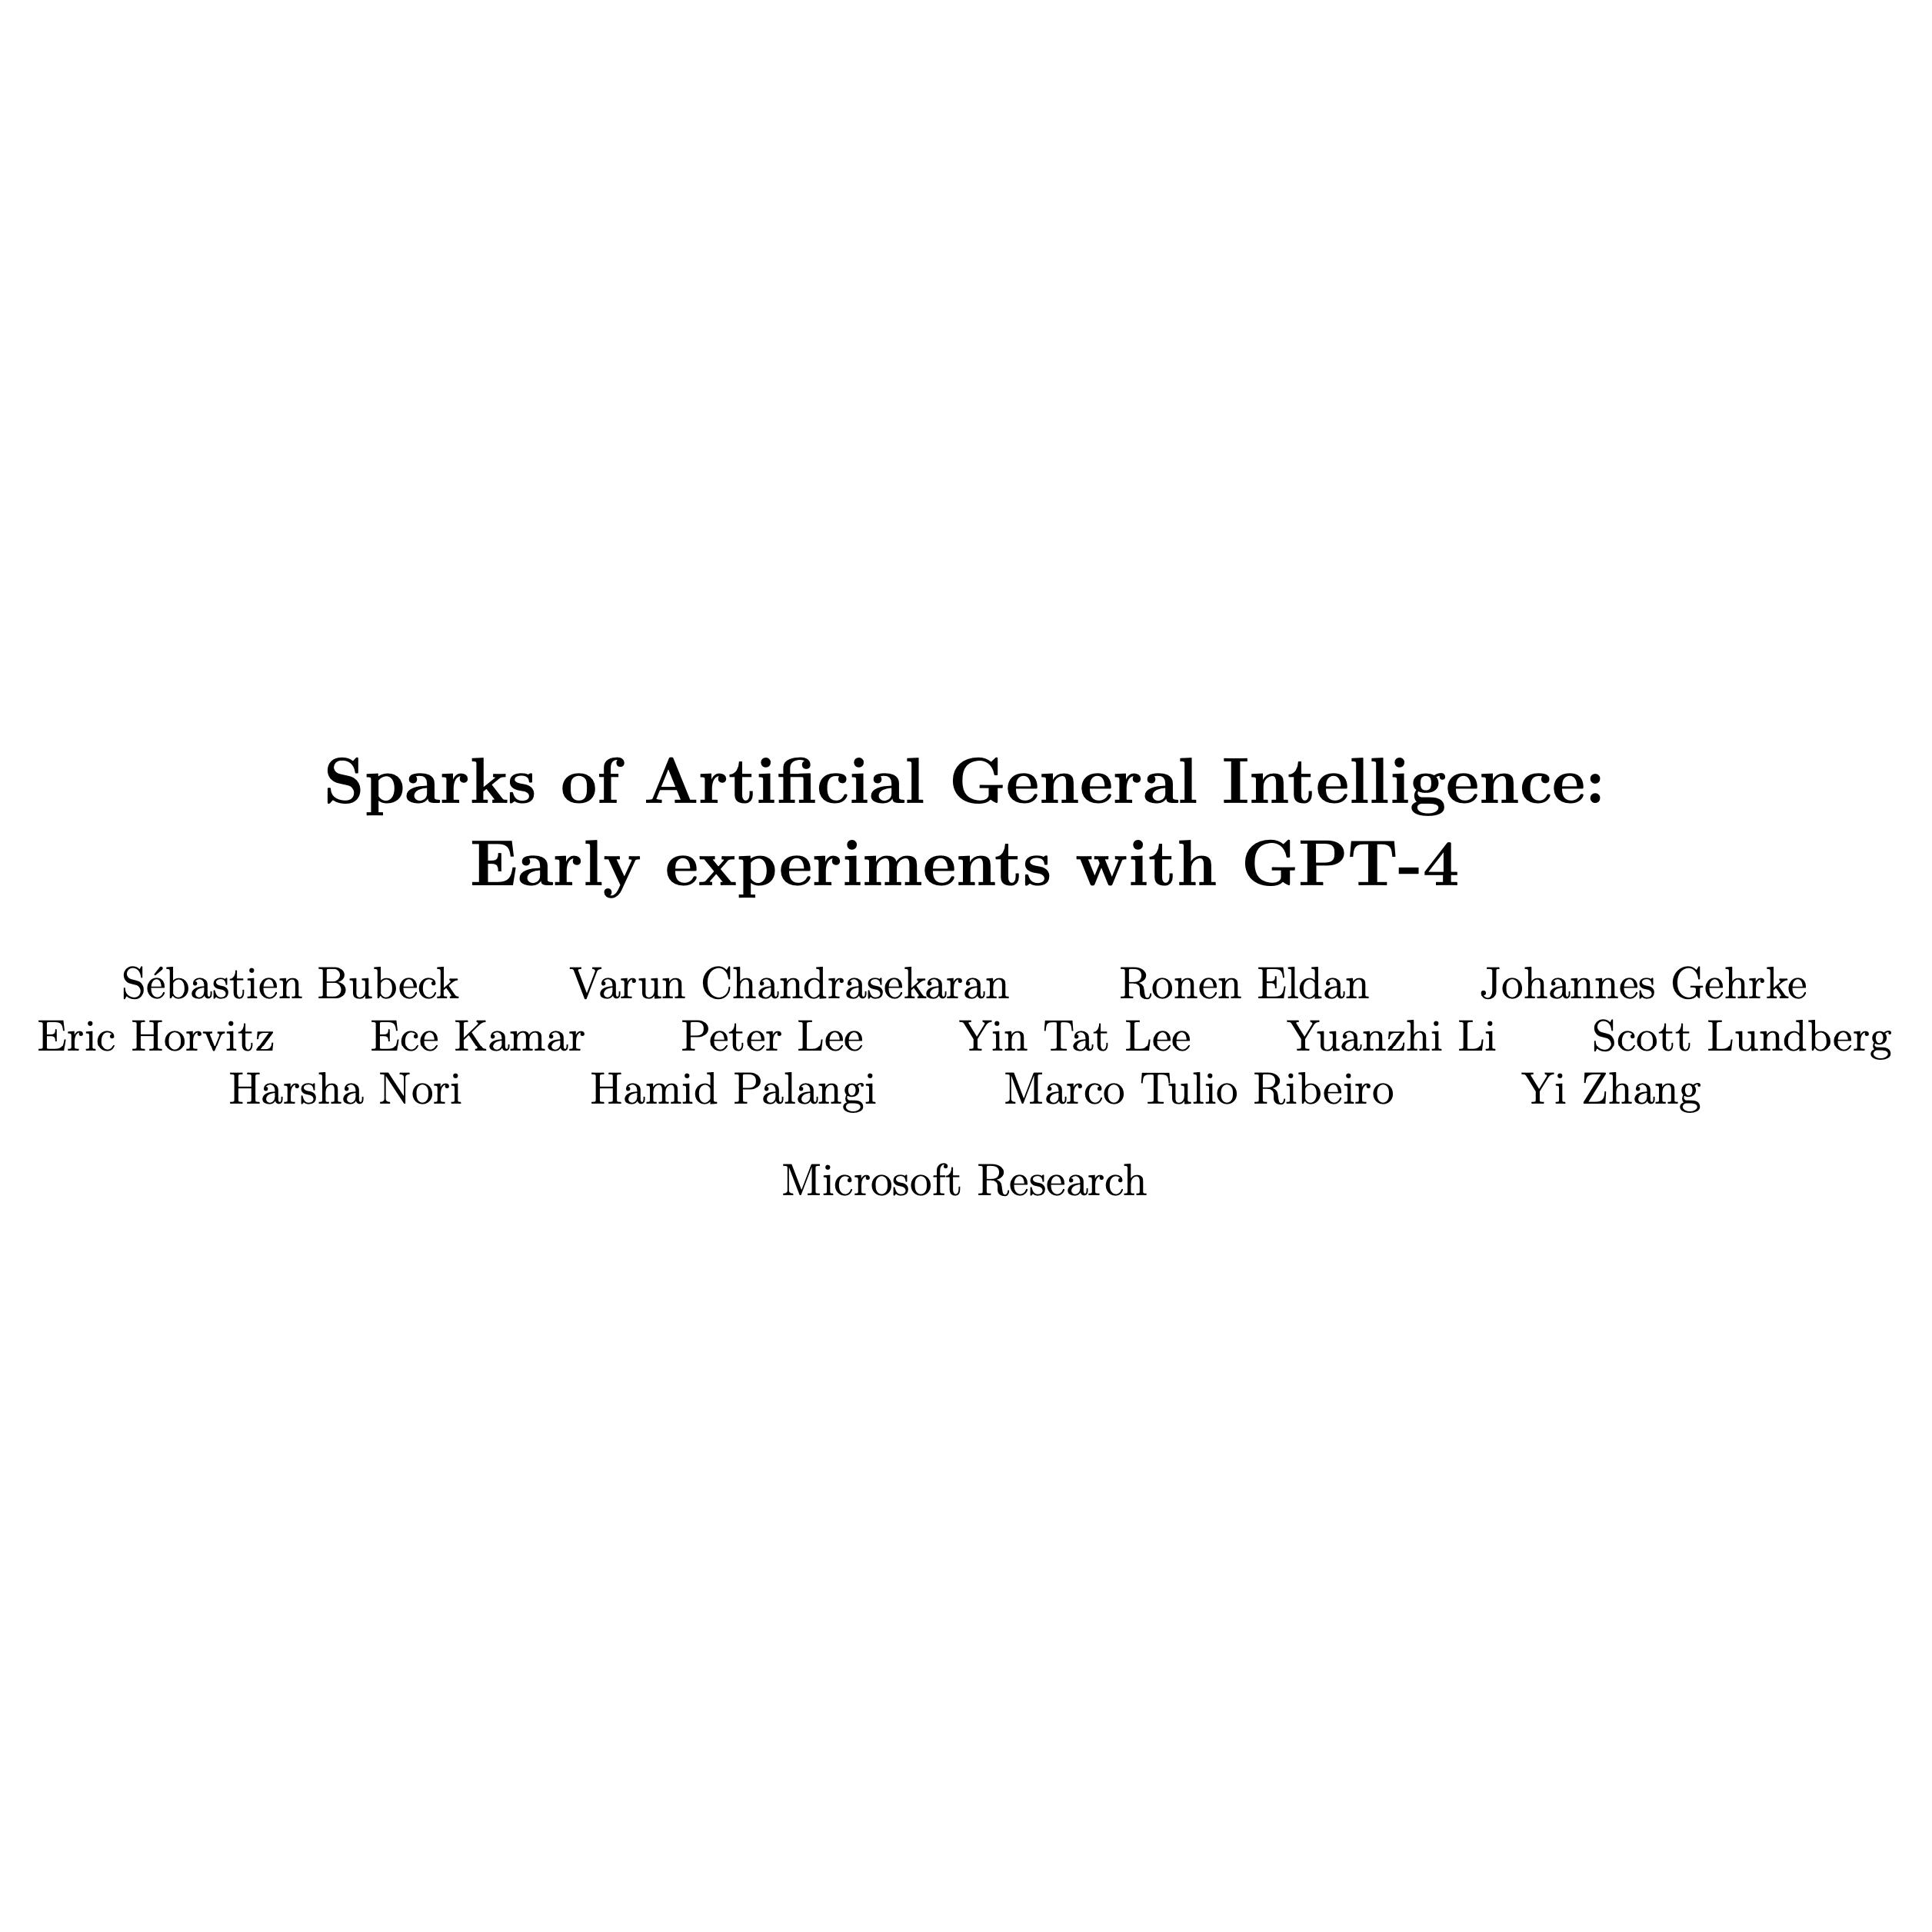 Sparks of Artificial General Intelligence:
Early experiments with GPT-4
Sébastien Bubeck Varun Chandrasekaran Ronen Eldan Johannes Gehrke
Eric Horvitz Ece Kamar Peter Lee Yin Tat Lee Yuanzhi Li Scott Lundberg
Harsha Nori Hamid Palangi Marco Tulio Ribeiro Yi Zhang
Microsoft Research